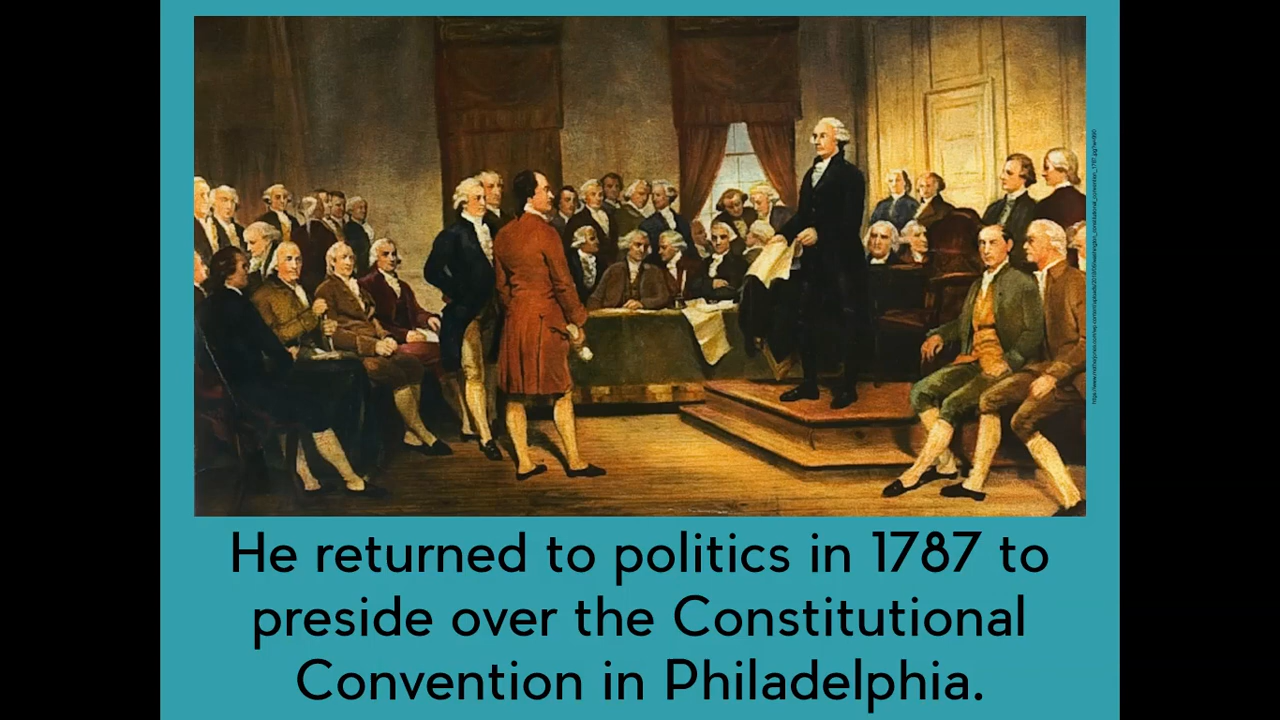 He returned to politics in 1787 to
preside over the Constitutional
Convention in Philadelphia.